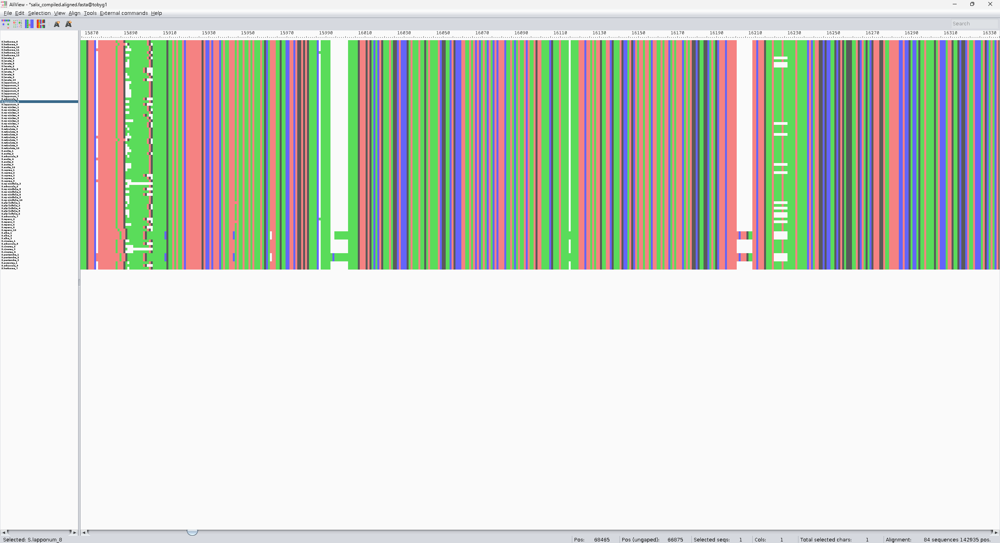 AliView - *salix_compiled.aligned.fasta@tobyg1
File Edit Selection View Align Tools External commands Help
Search
15870 15890 15910 15930 15950 15970 15990 16010 16030 16050 16070 16090 16110 16130 16150 16170 16190 16210 16230 16250 16270 16290 16310 16330
S.herbacea_8
S.herbacea_9
S.herbacea_10
S.herbacea_11
S.herbacea_12
S.herbacea_13
S.lanata_2
S.lanata_3
S.lanata_5
S.lanata_6
S.arbuscula_2
S.lanata_7
S.lanata_8
S.lanata_9
S.lanata_10
S.lapponum_2
S.lapponum_3
S.lapponum_4
S.lapponum_5
S.lapponum_6
S.lapponum_7
S.arbuscula_3
S.lapponum_8
S.lapponum_9
S.myrsinites_1
S.myrsinites_2
S.myrsinites_3
S.myrsinites_4
S.myrsinites_5
S.myrsinites_6
S.myrsinites_7
S.arbuscula_4
S.reticulata_3
S.reticulata_4
S.reticulata_5
S.reticulata_6
S.reticulata_7
S.reticulata_8
S.reticulata_9
S.reticulata_10
S.aurita_1
S.aurita_2
S.arbuscula_5
S.aurita_4
S.aurita_6
S.aurita_9
S.aurita_10
S.caprea_1
S.caprea_2
S.caprea_3
S.caprea_6
S.caprea_9
S.myrsinifolia_3
S.arbuscula_6
S.myrsinifolia_5
S.myrsinifolia_6
S.myrsinifolia_8
S.myrsinifolia_9
S.myrsinifolia_10
S.phylicifolia_1
S.phylicifolia_3
S.phylicifolia_4
S.phylicifolia_5
S.phylicifolia_6
S.arbuscula_7
S.repens_2
S.repens_3
S.repens_6
S.repens_8
S.repens_10
S.alba_1
S.alba_2
S.alba_3
S.cinerea_1
S.arbuscula_8
S.cinerea_2
S.cinerea_3
S.cinerea_4
S.pentandra_1
S.pentandra_2
S.pentandra_3
S.purpurea_1
S.arbuscula_9
S.herbacea_7
Selected: S.lapponum_8 Pos: 68465 Pos (ungaped): 66875 Selected seqs: 1 Cols: 1 Total selected chars: 1 Alignment: 84 sequences 142935 pos.